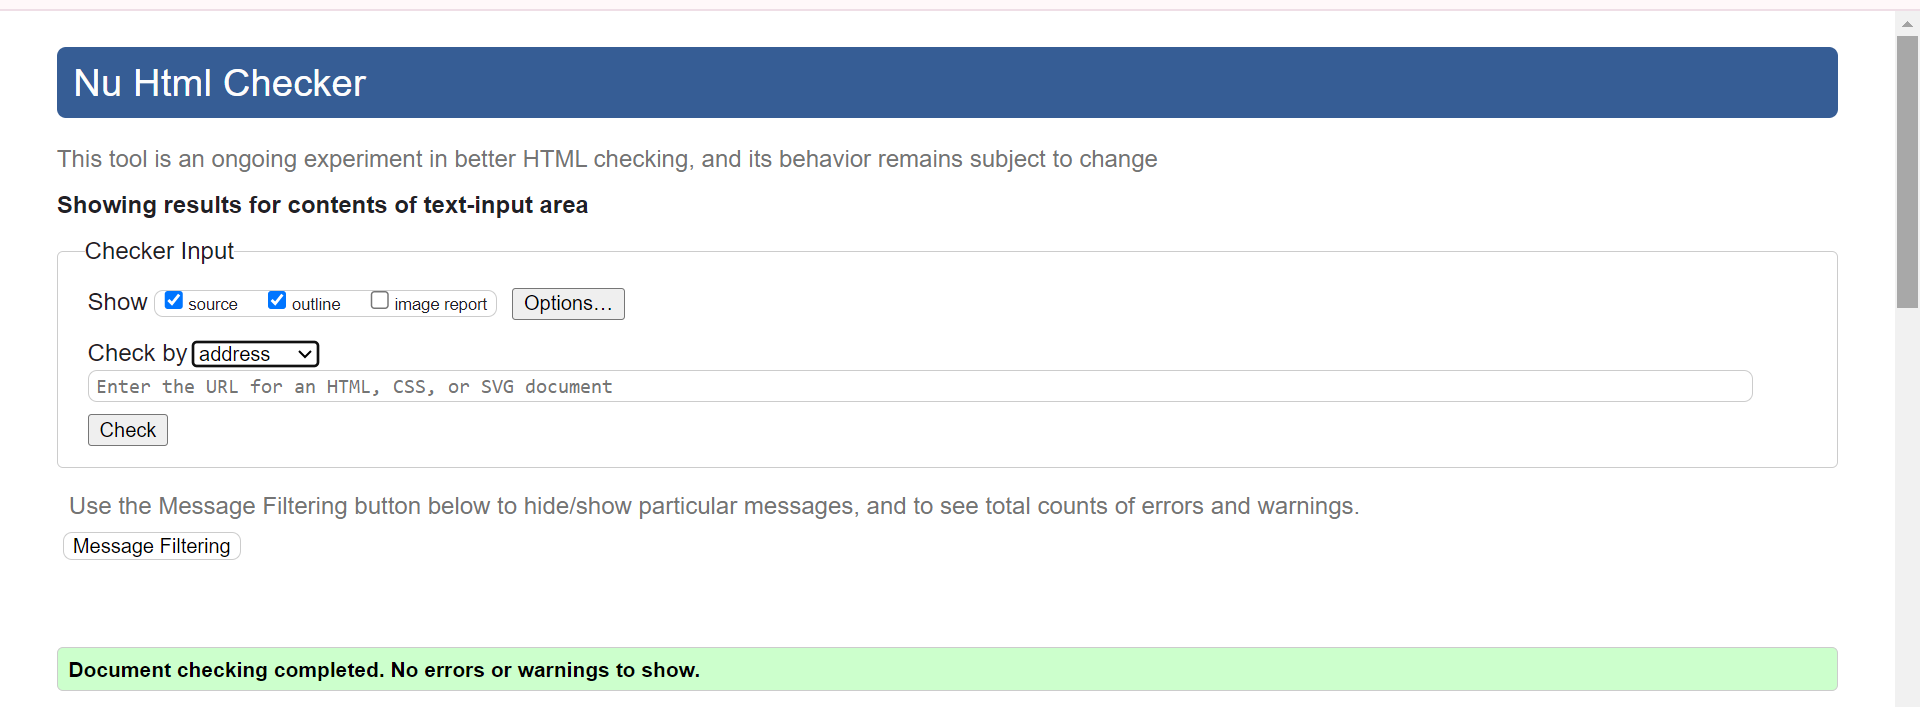 Nu Html Checker
This tool is an ongoing experiment in better HTML checking, and its behavior remains subject to change
Showing results for contents of text-input area
Checker Input
Show source outline image report Options…
Check by address
Enter the URL for an HTML, CSS, or SVG document
Check
Use the Message Filtering button below to hide/show particular messages, and to see total counts of errors and warnings.
Message Filtering
Document checking completed. No errors or warnings to show.